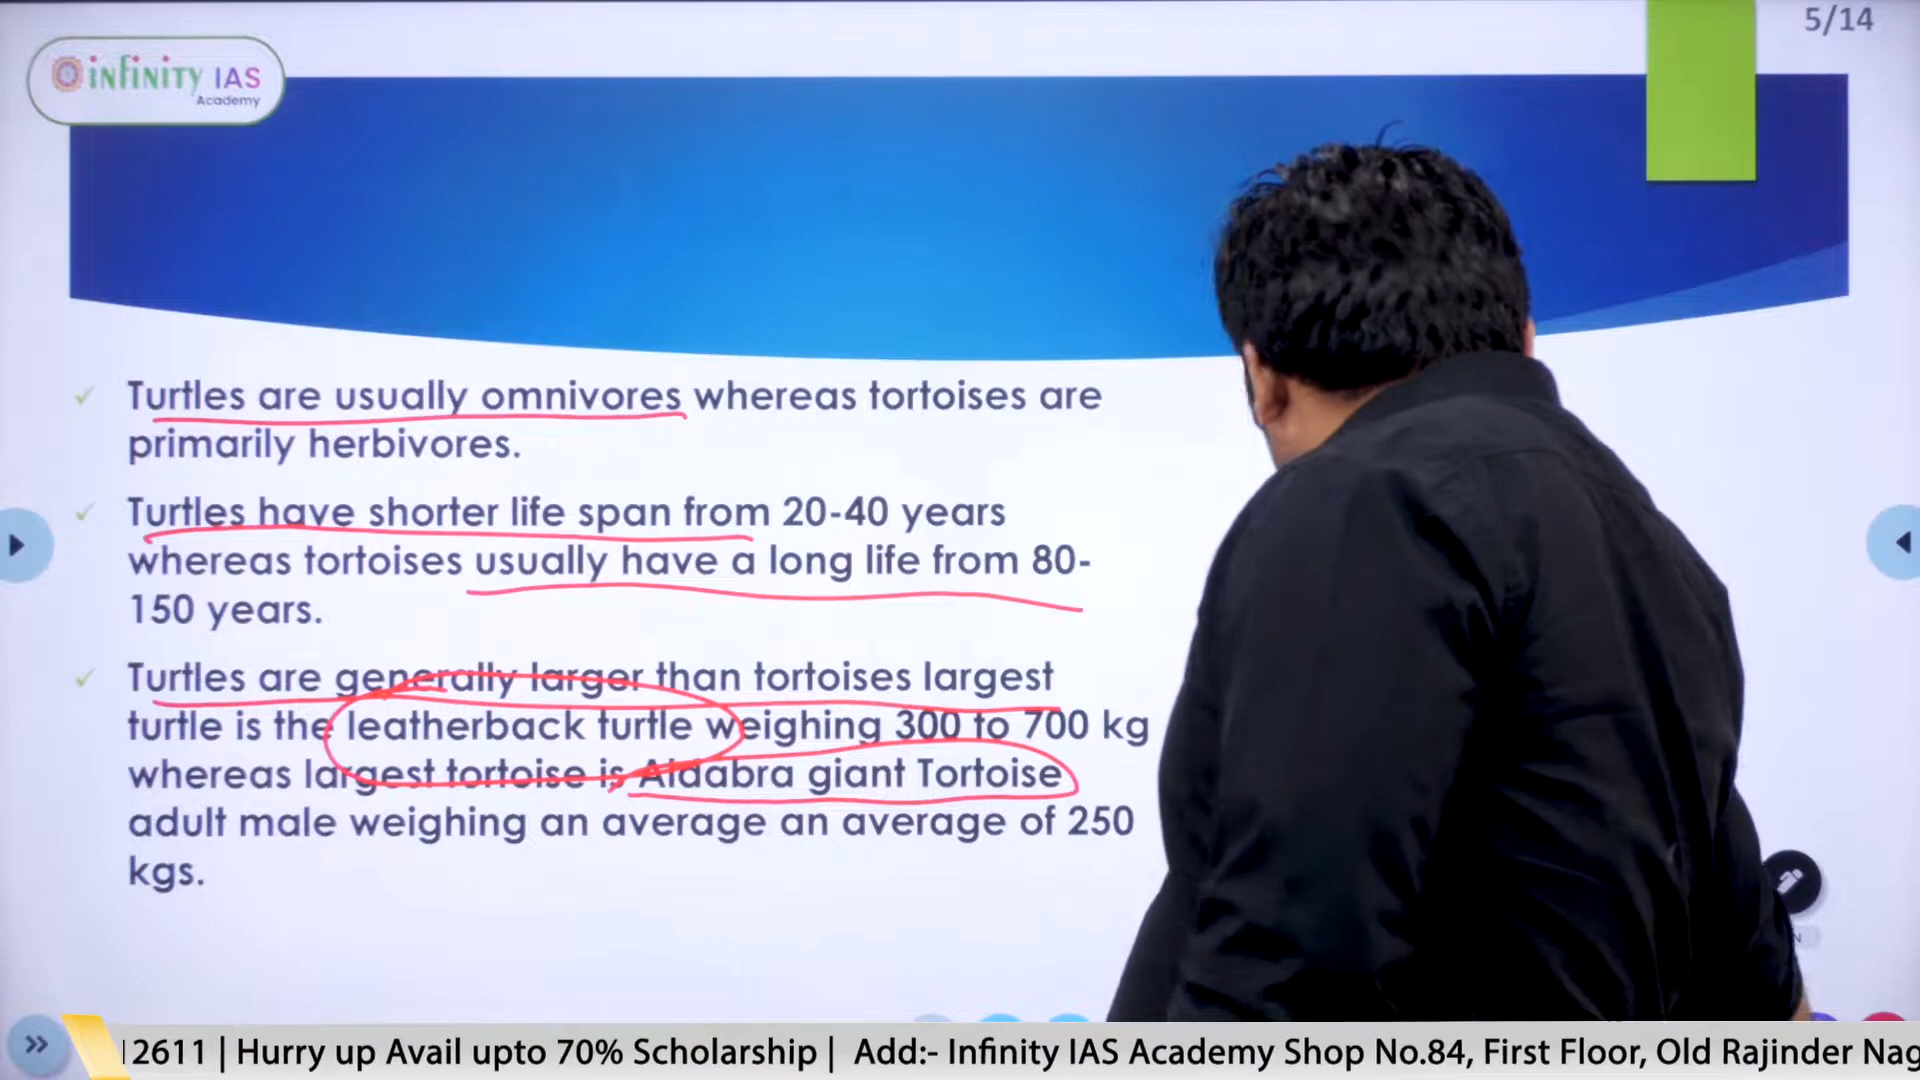 5/14
infinity IAS
Academy
Turtles are usually omnivores whereas tortoises are
primarily herbivores.
Turtles have shorter life span from 20-40 years
whereas tortoises usually have a long life from 80-
150 years.
Turtles are generally larger than tortoises largest
turtle is the leatherback turtle weighing 300 to 700 kg
whereas largest tortoise is Aldabra giant Tortoise
adult male weighing an average an average of 250
kgs.
2611 | Hurry up Avail upto 70% Scholarship | Add:- Infinity IAS Academy Shop No.84, First Floor, Old Rajinder Nag